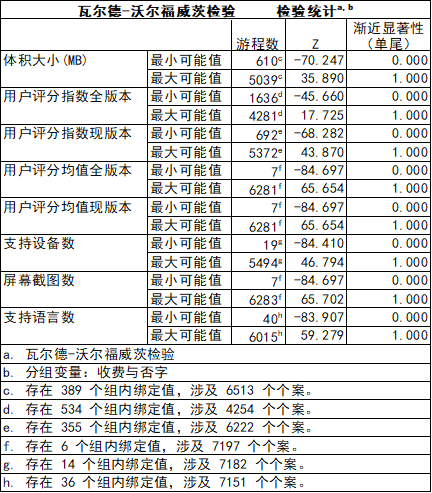 瓦尔德-沃尔福威茨检验 检验统计a,b
游程数 Z 渐近显著性(单尾)
体积大小(MB) 最小可能值 610c -70.247 0.000
最大可能值 5039c 35.890 1.000
用户评分指数全版本 最小可能值 1636d -45.660 0.000
最大可能值 4281d 17.725 1.000
用户评分指数现版本 最小可能值 692e -68.282 0.000
最大可能值 5372e 43.870 1.000
用户评分均值全版本 最小可能值 7f -84.697 0.000
最大可能值 6281f 65.654 1.000
用户评分均值现版本 最小可能值 7f -84.697 0.000
最大可能值 6281f 65.654 1.000
支持设备数 最小可能值 19g -84.410 0.000
最大可能值 5494g 46.794 1.000
屏幕截图数 最小可能值 7f -84.697 0.000
最大可能值 6283f 65.702 1.000
支持语言数 最小可能值 40h -83.907 0.000
最大可能值 6015h 59.279 1.000
a. 瓦尔德-沃尔福威茨检验
b. 分组变量：收费与否字
c. 存在 389 个组内绑定值，涉及 6513 个个案。
d. 存在 534 个组内绑定值，涉及 4254 个个案。
e. 存在 355 个组内绑定值，涉及 6222 个个案。
f. 存在 6 个组内绑定值，涉及 7197 个个案。
g. 存在 14 个组内绑定值，涉及 7182 个个案。
h. 存在 36 个组内绑定值，涉及 7151 个个案。